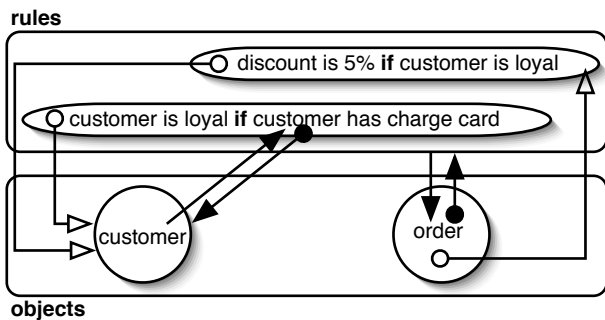 rules
discount is 5% if customer is loyal
customer is loyal if customer has charge card
customer
order
objects